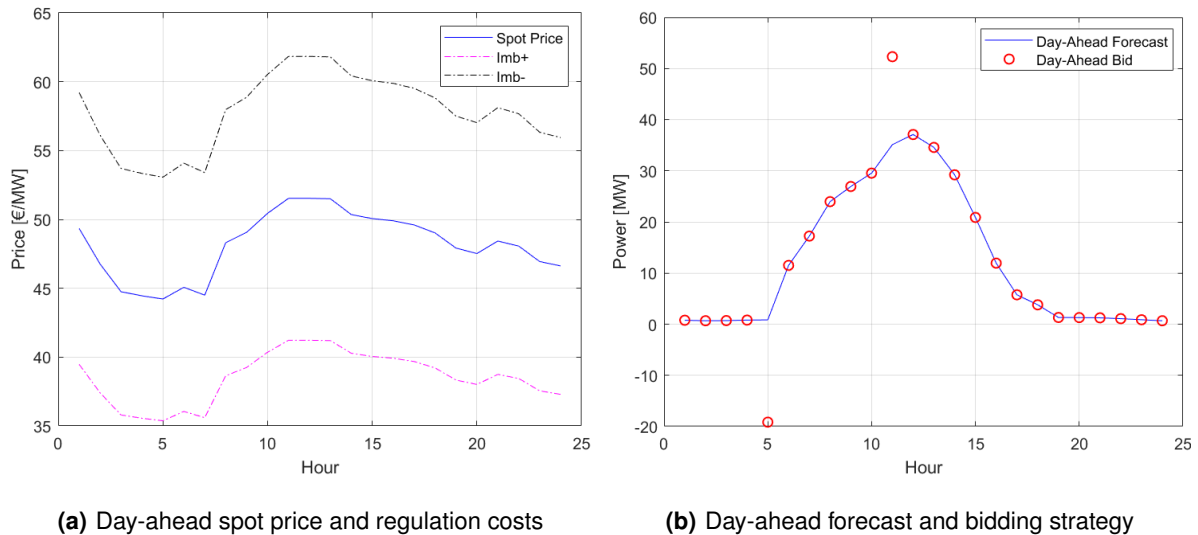 65
60
55
50
45
40
35
0
5
10
15
20
25
Price [€/MW]
Hour
Spot Price
Imb+
Imb-
(a) Day-ahead spot price and regulation costs
60
50
40
30
20
10
0
-10
-20
0
5
10
15
20
25
Power [MW]
Hour
Day-Ahead Forecast
Day-Ahead Bid
(b) Day-ahead forecast and bidding strategy